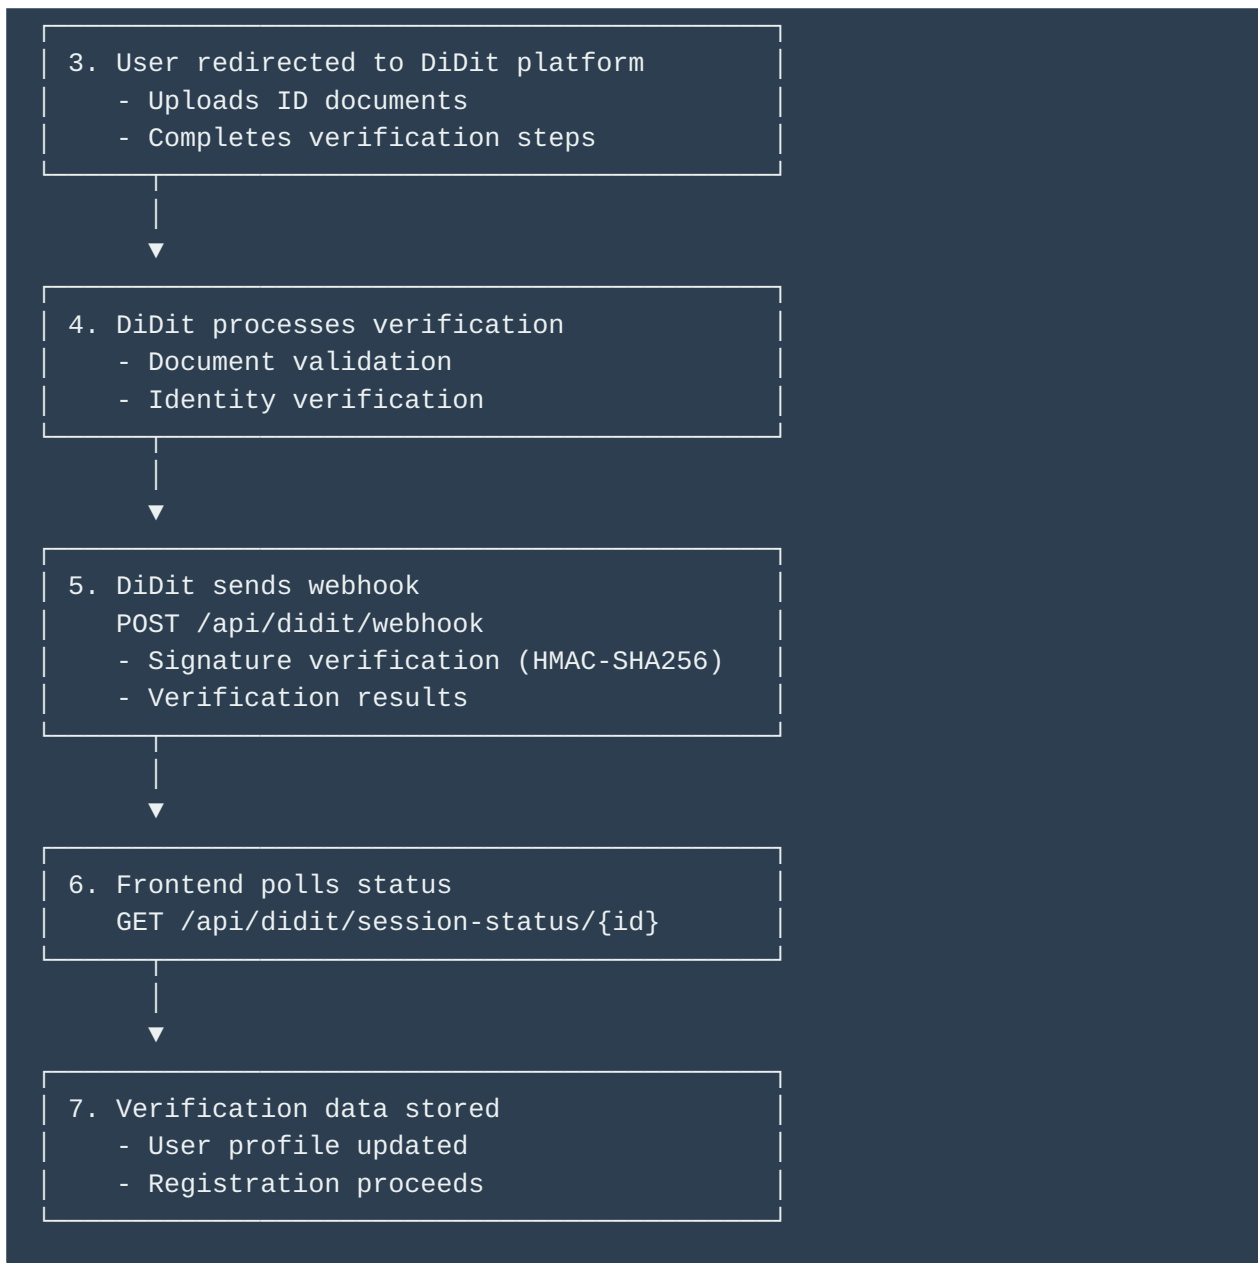 3. User redirected to DiDit platform
- Uploads ID documents
- Completes verification steps
4. DiDit processes verification
- Document validation
- Identity verification
5. DiDit sends webhook
POST /api/didit/webhook
- Signature verification (HMAC-SHA256)
- Verification results
6. Frontend polls status
GET /api/didit/session-status/{id}
7. Verification data stored
- User profile updated
- Registration proceeds